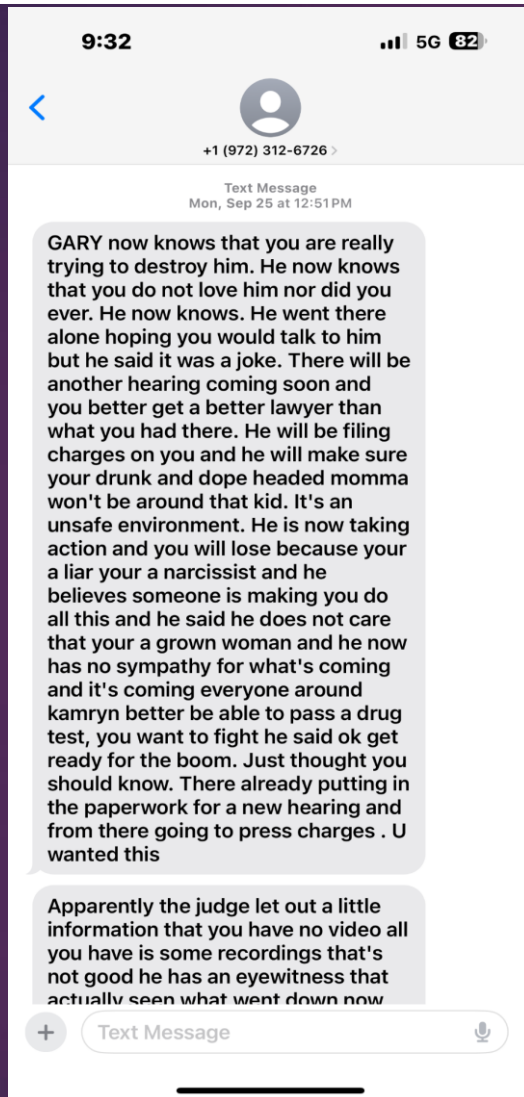 9:32
5G 82
+1 (972) 312-6726 >
Text Message
Mon, Sep 25 at 12:51 PM
GARY now knows that you are really
trying to destroy him. He now knows
that you do not love him nor did you
ever. He now knows. He went there
alone hoping you would talk to him
but he said it was a joke. There will be
another hearing coming soon and
you better get a better lawyer than
what you had there. He will be filing
charges on you and he will make sure
your drunk and dope headed momma
won't be around that kid. It's an
unsafe environment. He is now taking
action and you will lose because your
a liar your a narcissist and he
believes someone is making you do
all this and he said he does not care
that your a grown woman and he now
has no sympathy for what's coming
and it's coming everyone around
kamryn better be able to pass a drug
test, you want to fight he said ok get
ready for the boom. Just thought you
should know. There already putting in
the paperwork for a new hearing and
from there going to press charges . U
wanted this
Apparently the judge let out a little
information that you have no video all
you have is some recordings that's
not good he has an eyewitness that
actually seen what went down now
Text Message